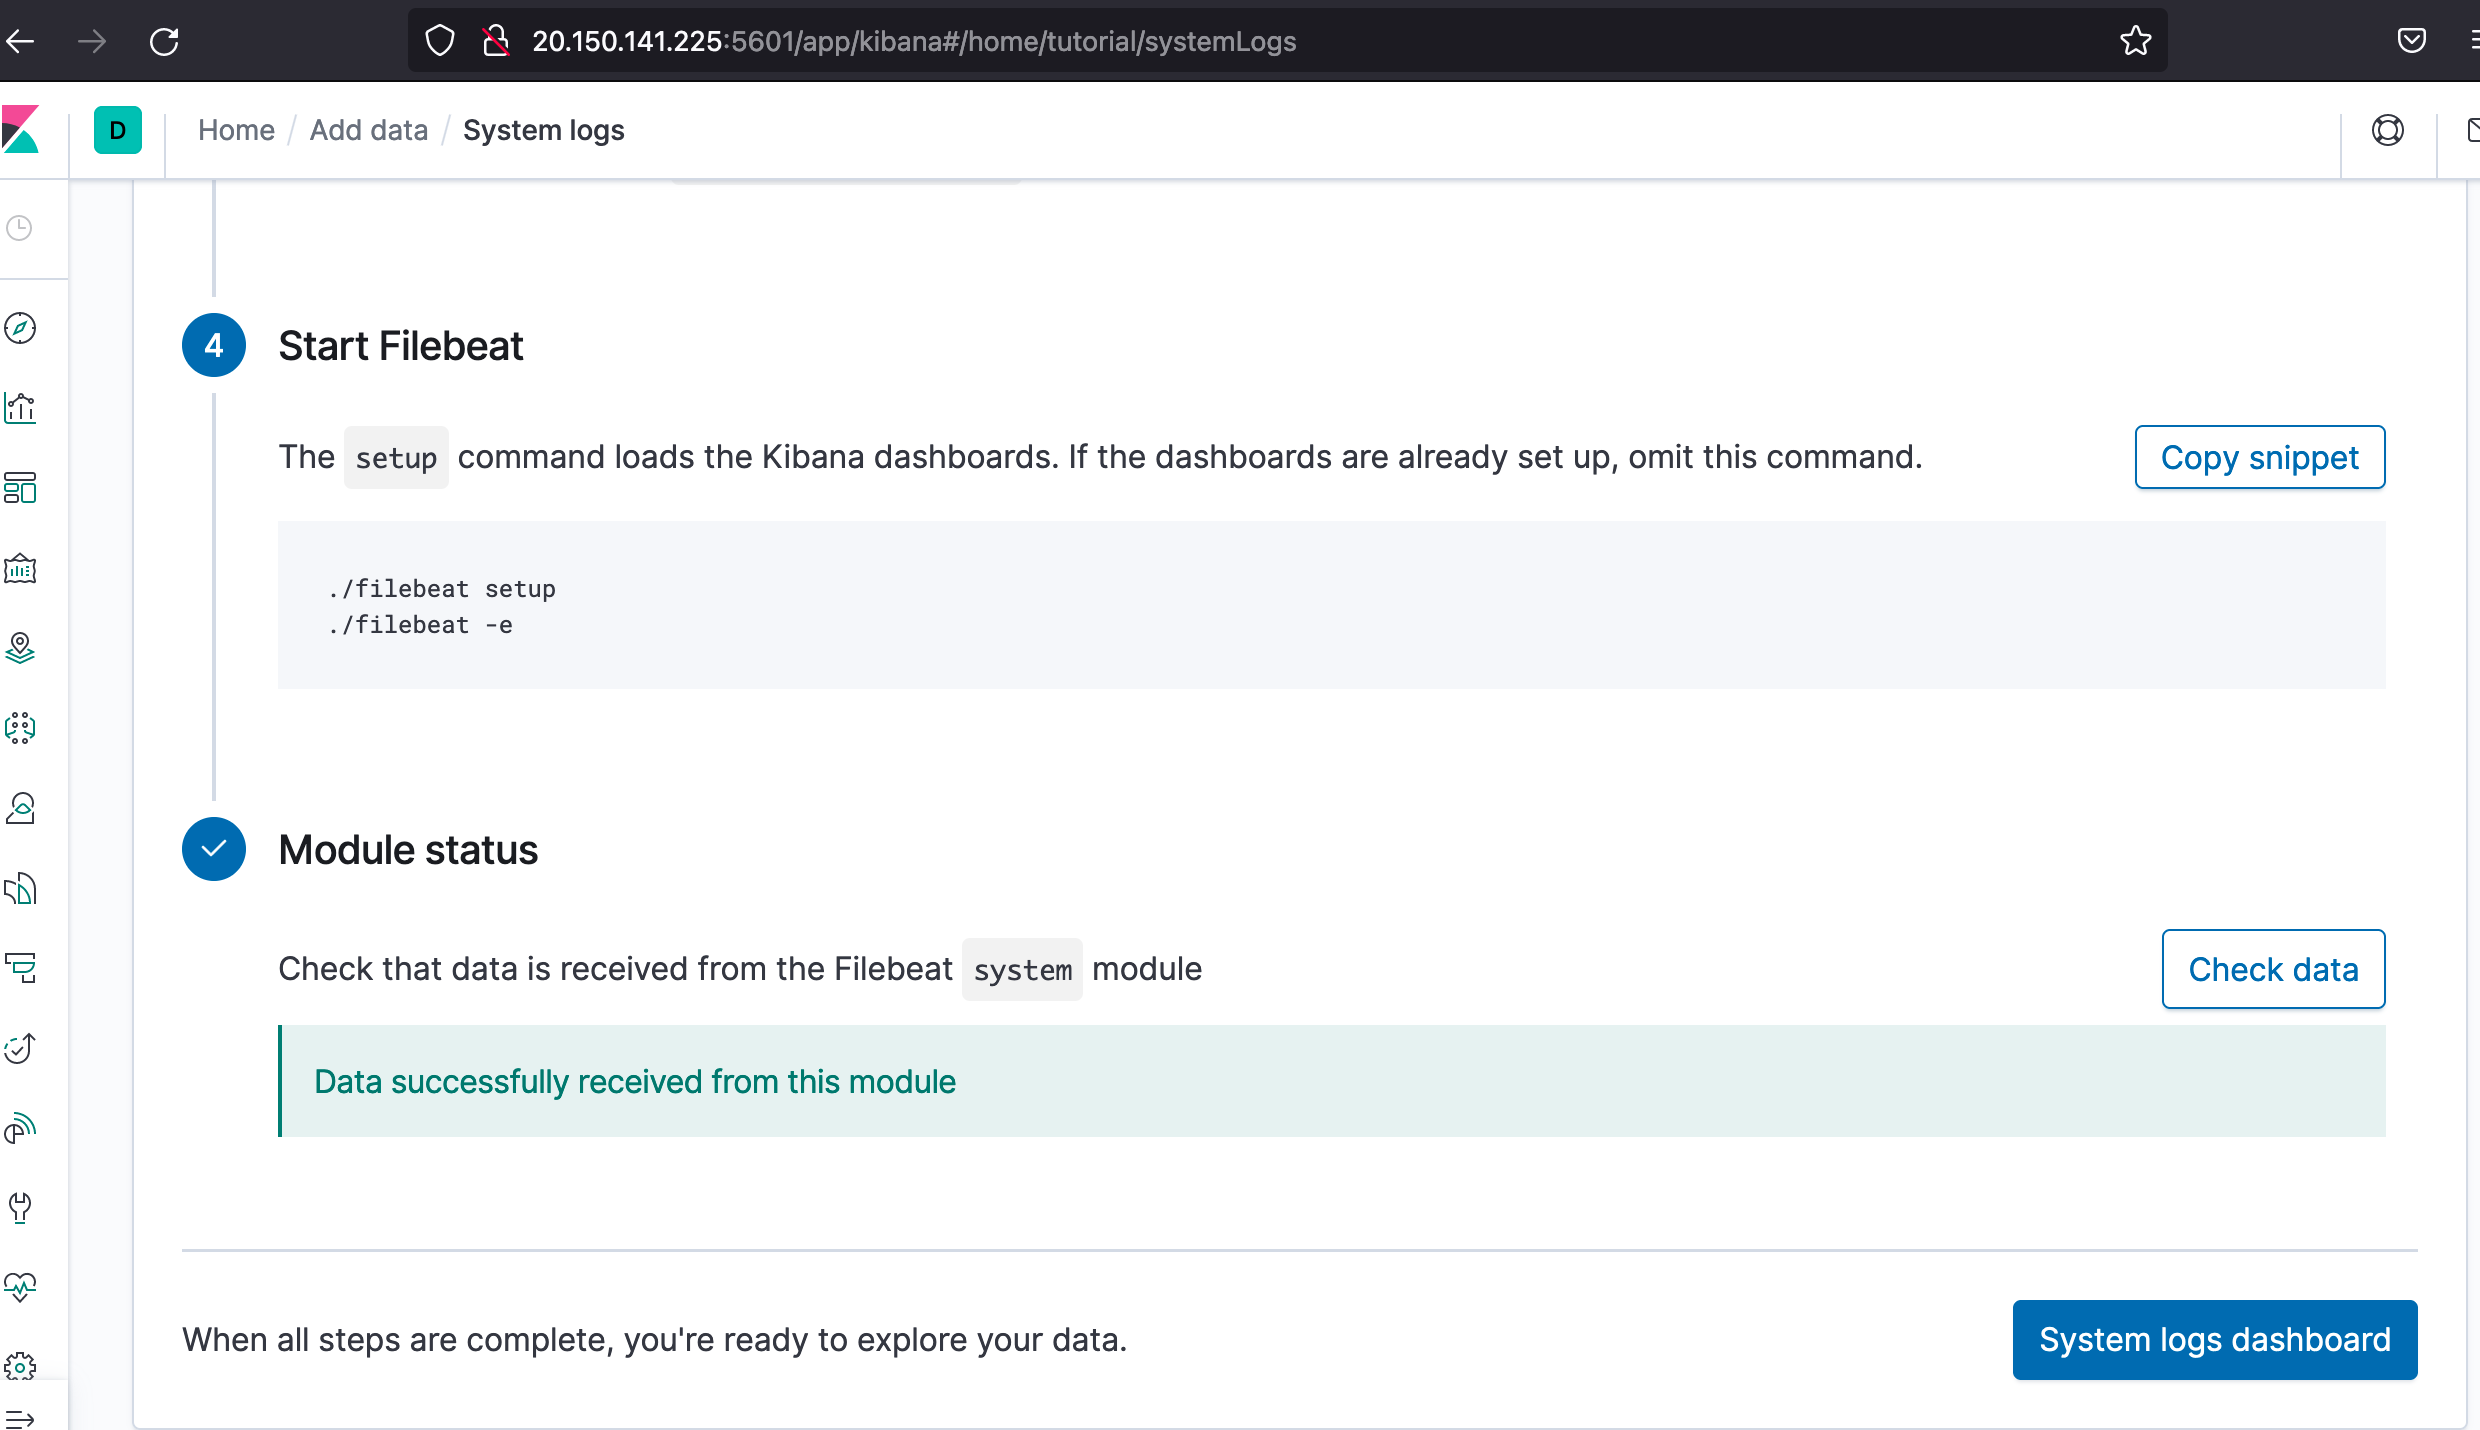 20.150.141.225:5601/app/kibana#/home/tutorial/systemLogs
D
Home / Add data / System logs
4 Start Filebeat
The setup command loads the Kibana dashboards. If the dashboards are already set up, omit this command.
Copy snippet
./filebeat setup
./filebeat -e
Module status
Check that data is received from the Filebeat system module
Check data
Data successfully received from this module
When all steps are complete, you're ready to explore your data.
System logs dashboard